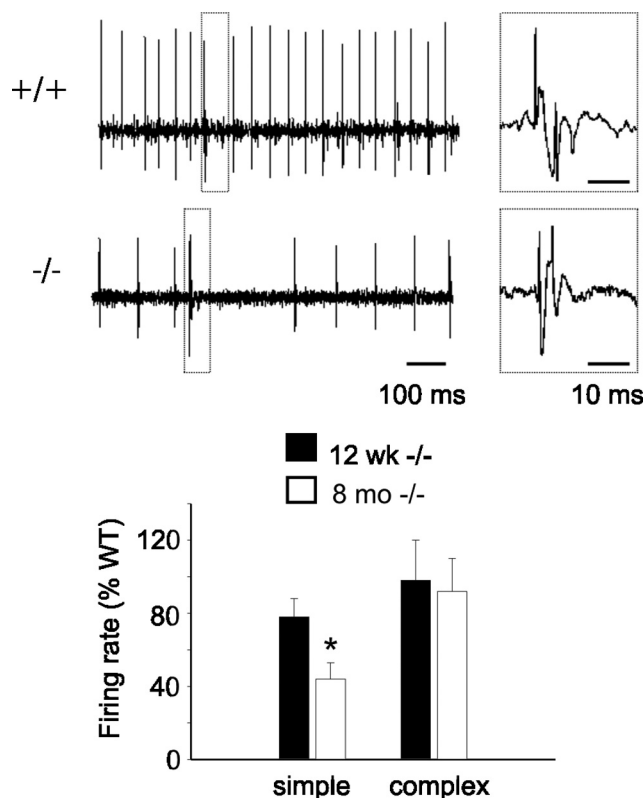 +/+
-/-
100 ms 10 ms
12 wk -/-
8 mo -/-
Firing rate (% WT)
120
80
40
0
*
simple complex